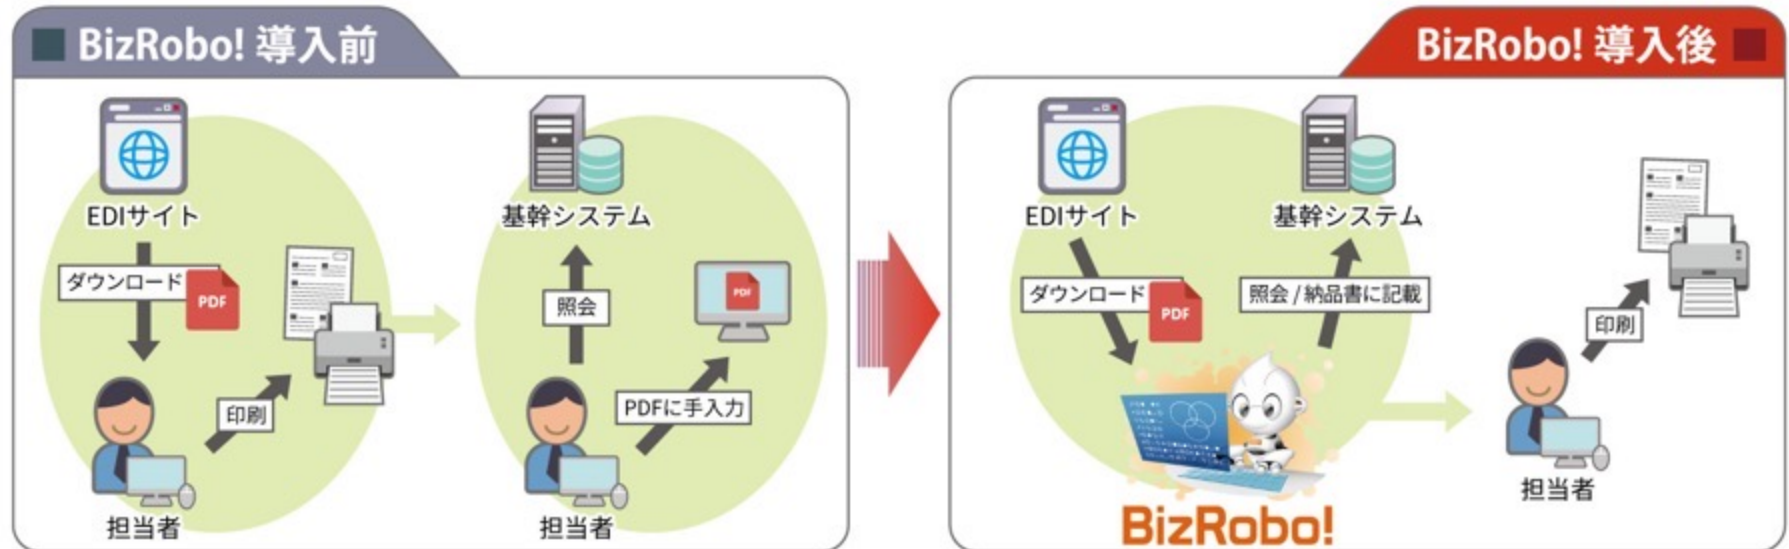 BizRobo! 導入前
EDIサイト
ダウンロード
PDF
印刷
担当者
基幹システム
照会
PDF
PDFに手入力
担当者
BizRobo! 導入後
EDIサイト
基幹システム
ダウンロード
PDF
照会 / 納品書に記載
BizRobo!
印刷
担当者